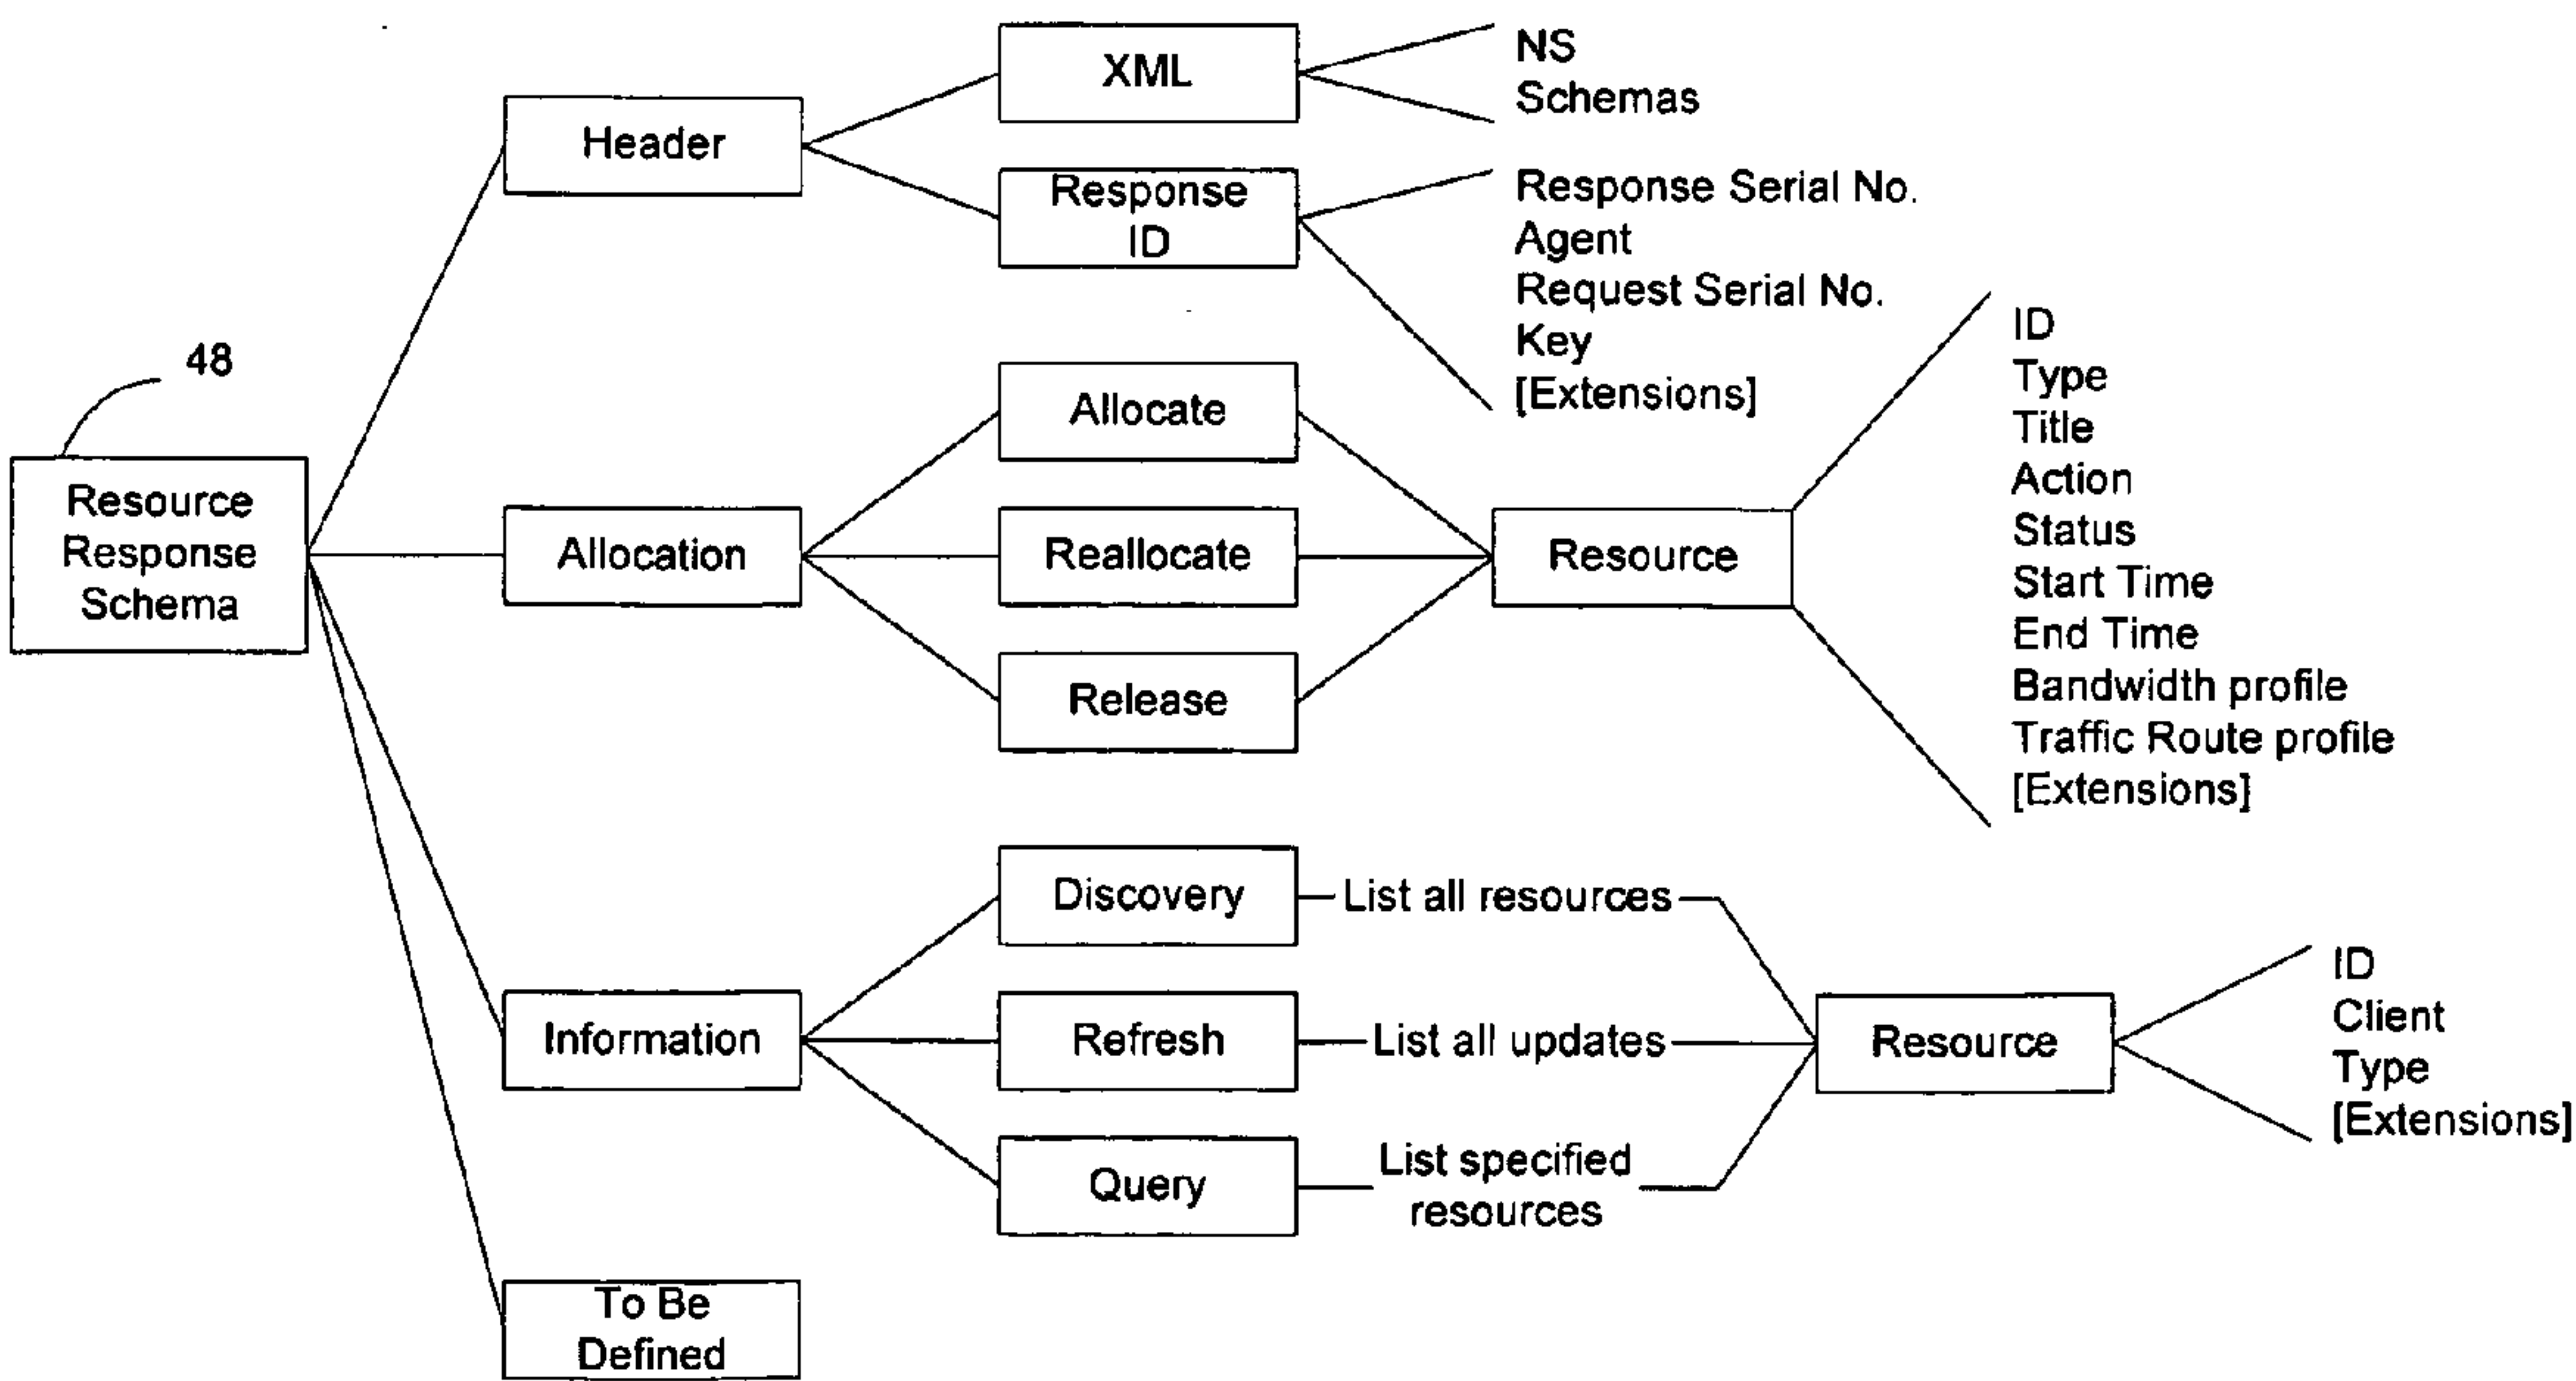 XML
NS
Schemas
Header
Response
ID
Response Serial No.
Agent
Request Serial No.
Key
[Extensions]
48
Resource
Response
Schema
Allocation
Allocate
Reallocate
Release
Resource
ID
Type
Title
Action
Status
Start Time
End Time
Bandwidth profile
Traffic Route profile
[Extensions]
Information
Discovery
List all resources
Refresh
List all updates
Query
List specified
resources
Resource
ID
Client
Type
[Extensions]
To Be
Defined